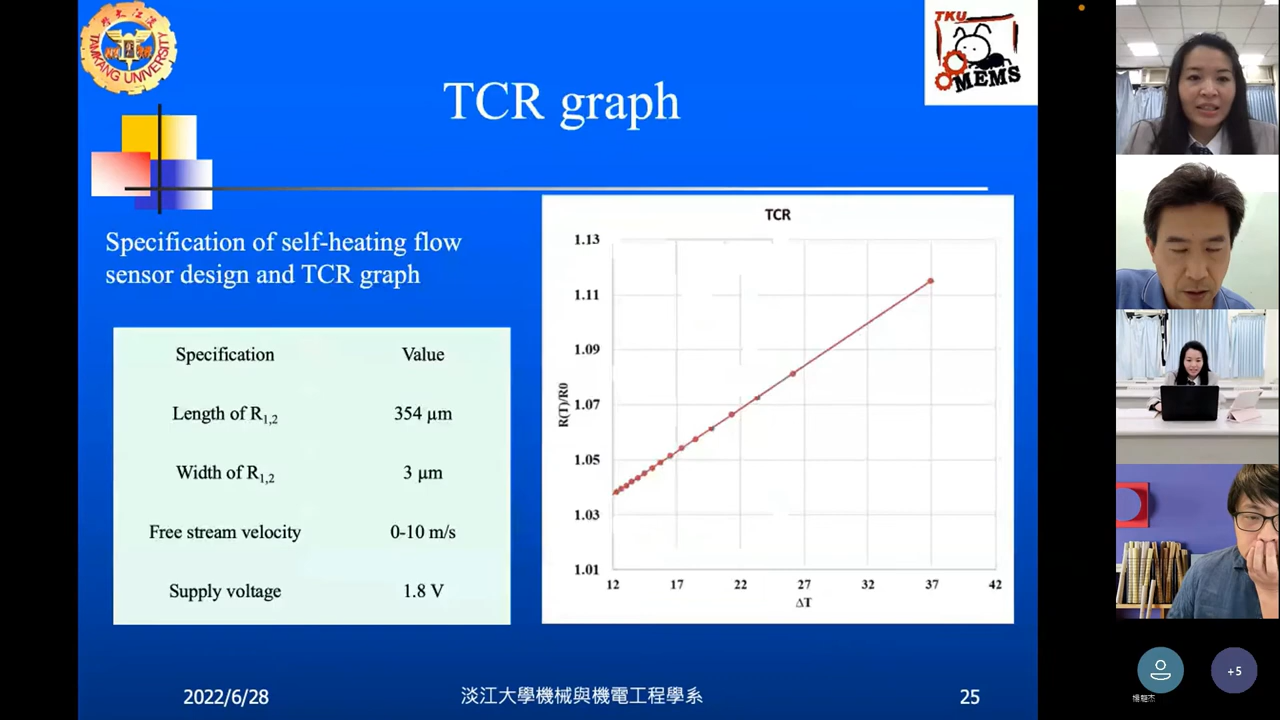 TAMKANG UNIVERSITY
TKU
MEMS
TCR graph
Specification of self-heating flow
sensor design and TCR graph
Specification Value
Length of R1,2 354 µm
Width of R1,2 3 µm
Free stream velocity 0-10 m/s
Supply voltage 1.8 V
TCR
1.13
1.11
1.09
1.07
1.05
1.03
1.01
R(T)/R0
12 17 22 27 32 37 42
ΔT
2022/6/28
淡江大學機械與機電工程學系
25
+5